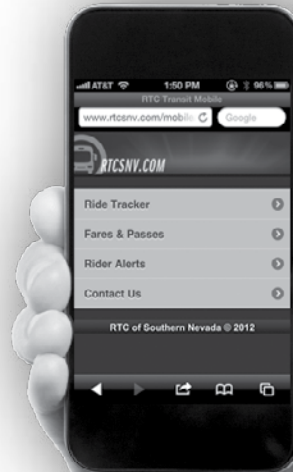 AT&T 1:50 PM 96%
RTC Transit Mobile
www.rtcsnv.com/mobile Google
RTCSNV.COM
Ride Tracker
Fares & Passes
Rider Alerts
Contact Us
RTC of Southern Nevada © 2012